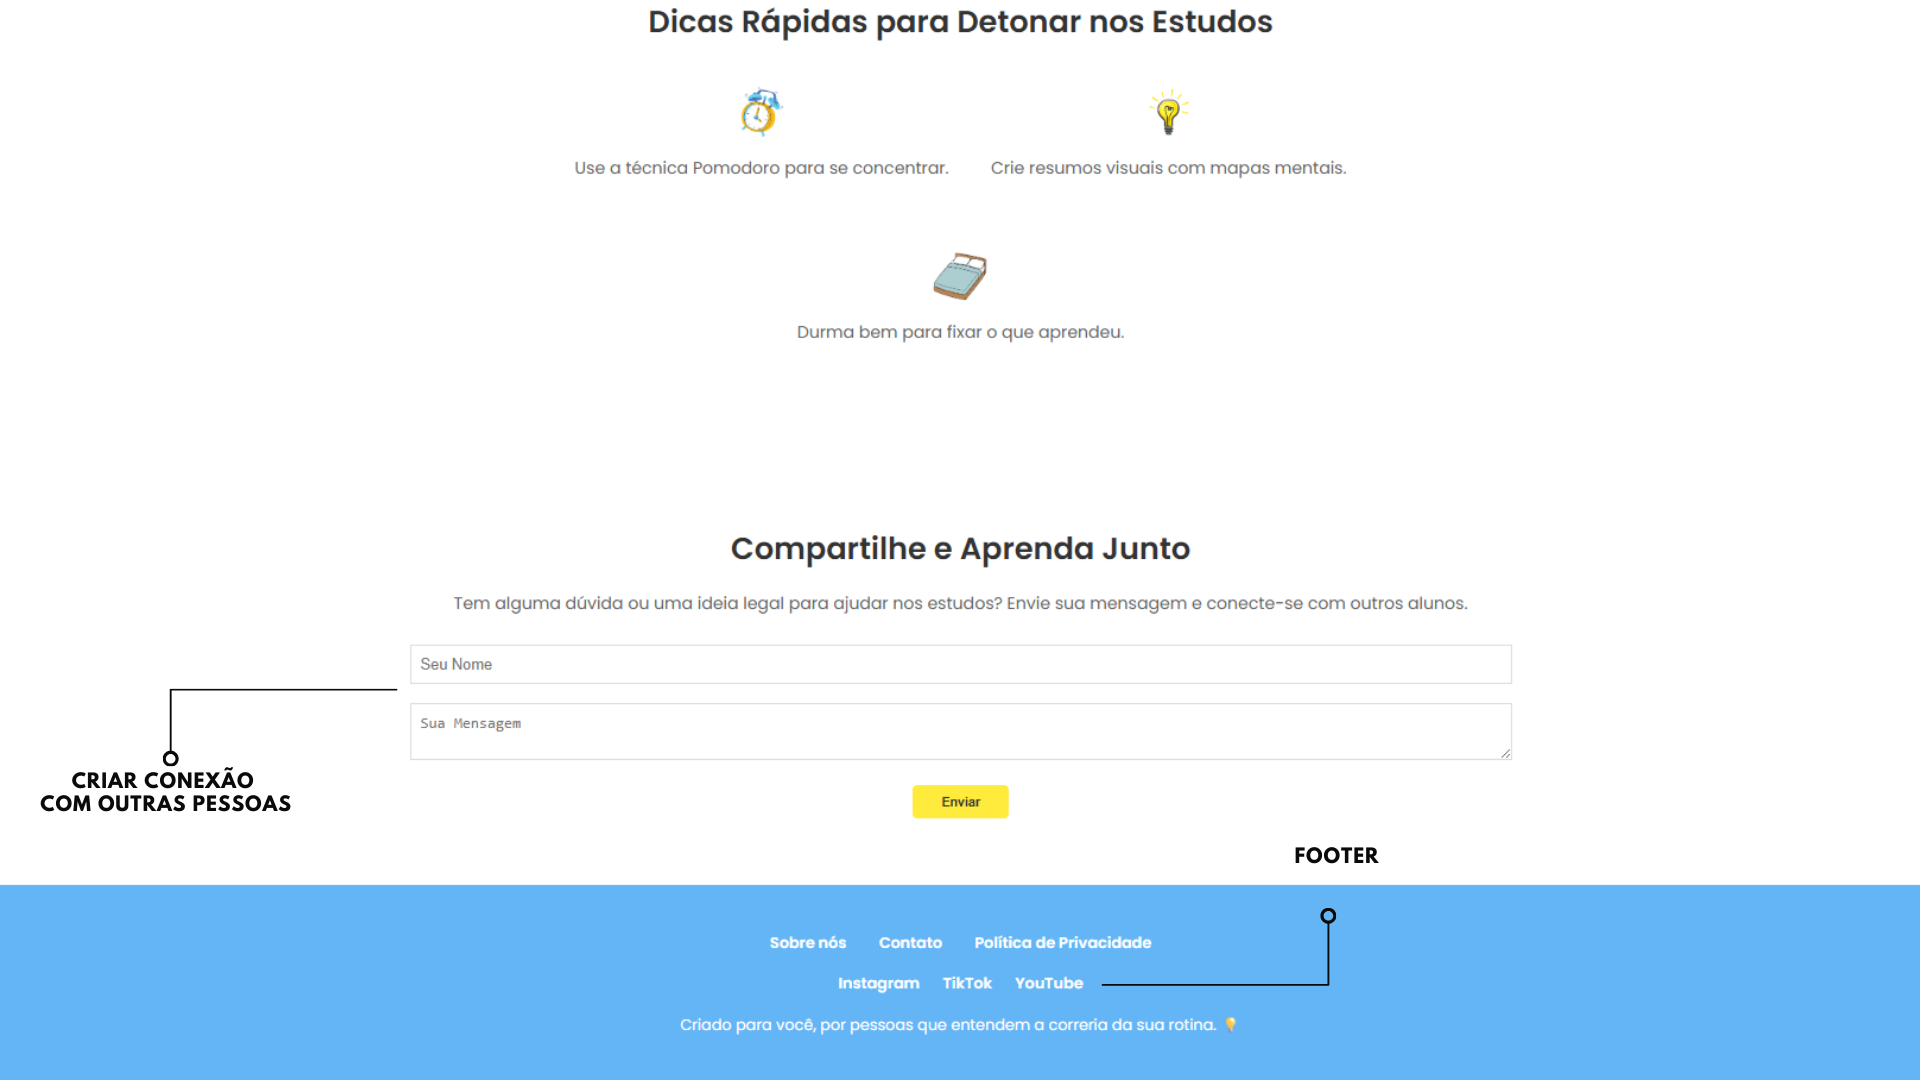 Dicas Rápidas para Detonar nos Estudos
Use a técnica Pomodoro para se concentrar.
Crie resumos visuais com mapas mentais.
Durma bem para fixar o que aprendeu.
Compartilhe e Aprenda Junto
Tem alguma dúvida ou uma ideia legal para ajudar nos estudos? Envie sua mensagem e conecte-se com outros alunos.
Seu Nome
Sua Mensagem
CRIAR CONEXÃO
COM OUTRAS PESSOAS
Enviar
FOOTER
Sobre nós Contato Política de Privacidade
Instagram TikTok YouTube
Criado para você, por pessoas que entendem a correria da sua rotina. 💡